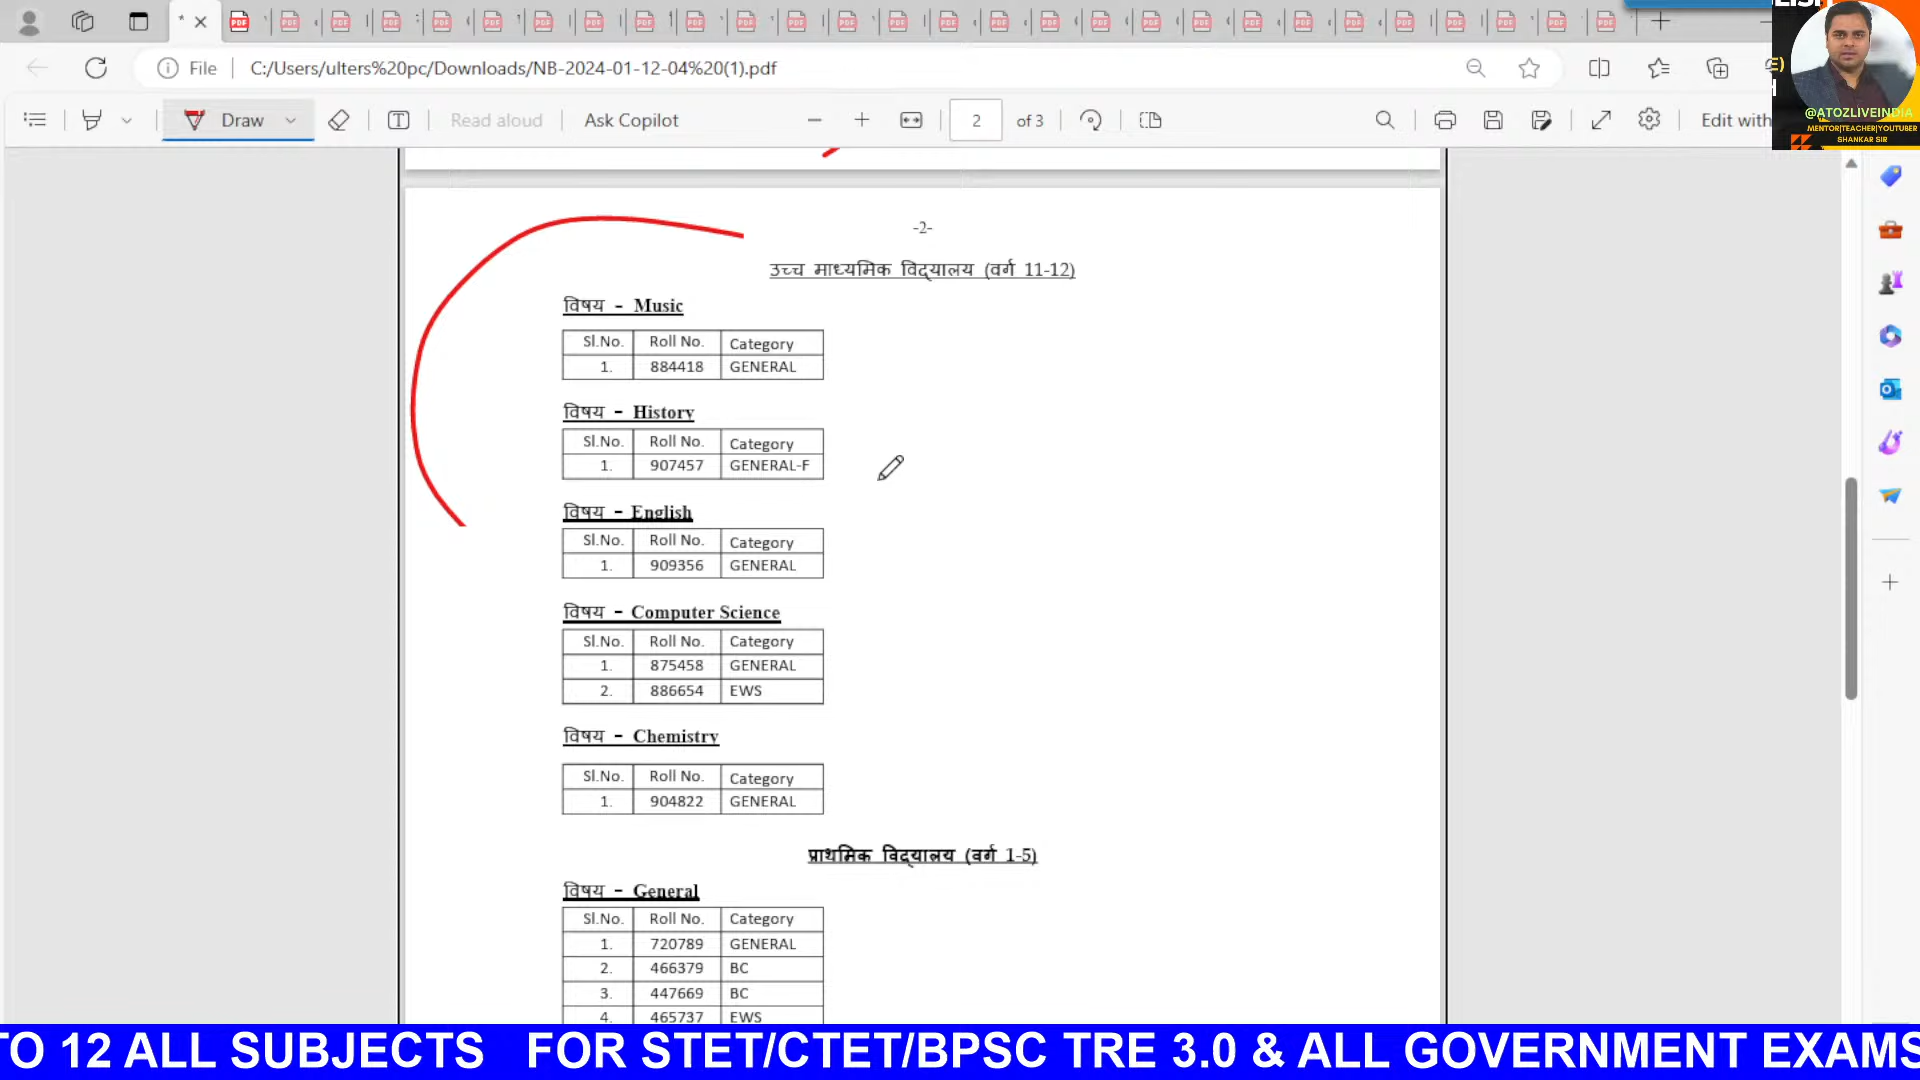 File C:/Users/ulters%20pc/Downloads/NB-2024-01-12-04%20(1).pdf
Draw Read aloud Ask Copilot 2 of 3 Edit with
@ATOZLIVEINDIA
MENTOR|TEACHER|YOUTUBER
SHANKAR SIR
-2-
उच्च माध्यमिक विद्यालय (वर्ग 11-12)
विषय - Music
Sl.No. Roll No. Category
1. 884418 GENERAL
विषय - History
Sl.No. Roll No. Category
1. 907457 GENERAL-F
विषय - English
Sl.No. Roll No. Category
1. 909356 GENERAL
विषय - Computer Science
Sl.No. Roll No. Category
1. 875458 GENERAL
2. 886654 EWS
विषय - Chemistry
Sl.No. Roll No. Category
1. 904822 GENERAL
प्राथमिक विद्यालय (वर्ग 1-5)
विषय - General
Sl.No. Roll No. Category
1. 720789 GENERAL
2. 466379 BC
3. 447669 BC
4. 465737 EWS
TO 12 ALL SUBJECTS FOR STET/CTET/BPSC TRE 3.0 & ALL GOVERNMENT EXAMS